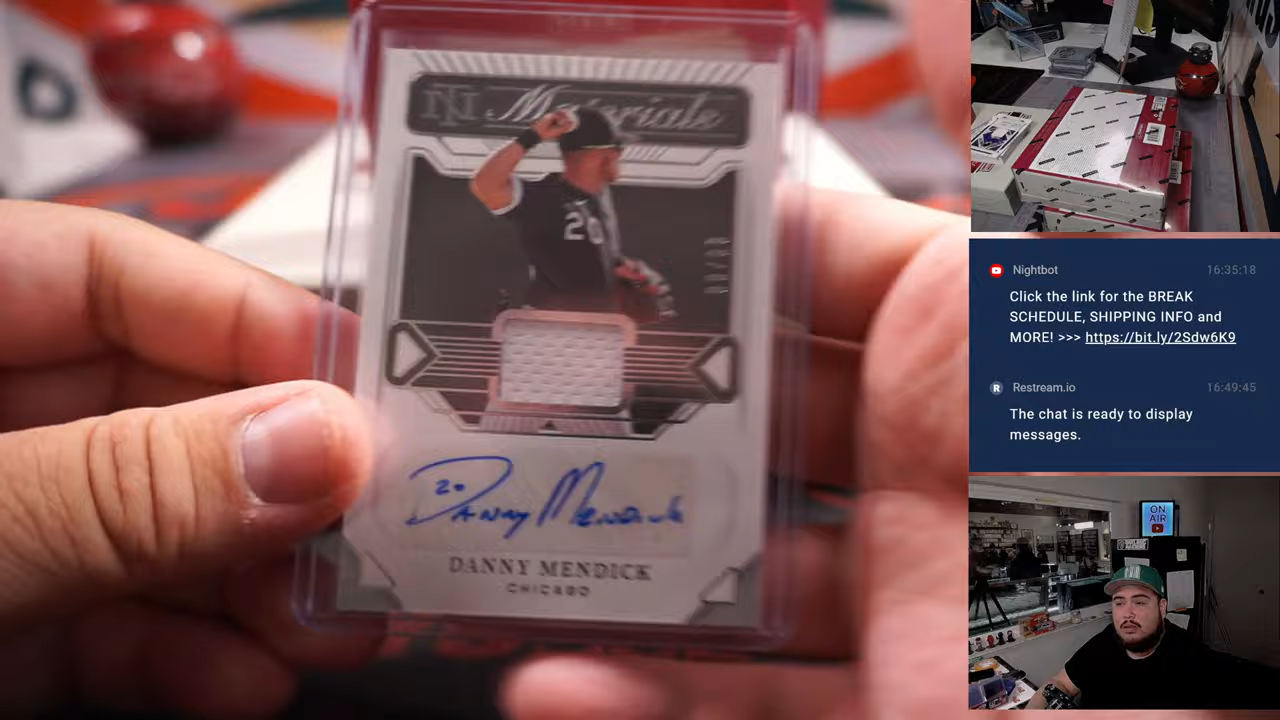 Materials
20
20
Danny Mendick
DANNY MENDICK
CHICAGO
Nightbot 16:35:18
Click the link for the BREAK
SCHEDULE, SHIPPING INFO and
MORE! >>> https://bit.ly/2Sdw6K9
Restream.io 16:49:45
The chat is ready to display
messages.
ON
AIR